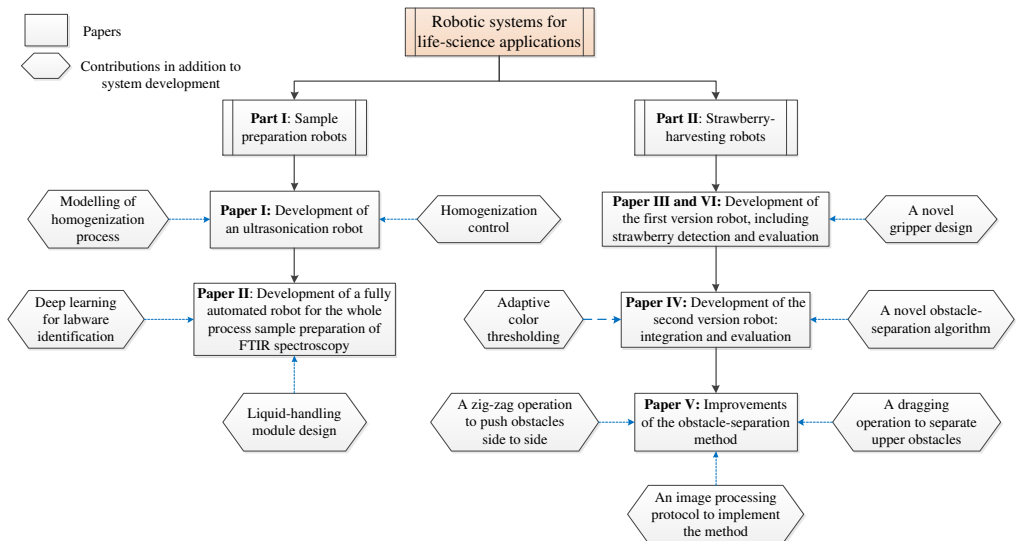 Papers
Contributions in addition to
system development
Robotic systems for
life-science applications
Part I: Sample
preparation robots
Part II: Strawberry-
harvesting robots
Modelling of
homogenization
process
Paper I: Development of
an ultrasonication robot
Homogenization
control
Paper III and VI: Development of
the first version robot, including
strawberry detection and evaluation
A novel
gripper design
Deep learning
for labware
identification
Paper II: Development of a fully
automated robot for the whole
process sample preparation of
FTIR spectroscopy
Adaptive
color
thresholding
Paper IV: Development of the
second version robot:
integration and evaluation
A novel obstacle-
separation algorithm
Liquid-handling
module design
A zig-zag operation
to push obstacles
side to side
Paper V: Improvements
of the obstacle-separation
method
A dragging
operation to separate
upper obstacles
An image processing
protocol to implement
the method